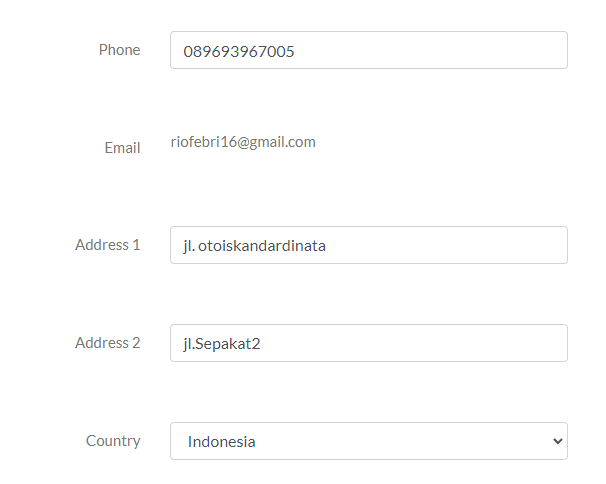 Phone 089693967005
Email riofebri16@gmail.com
Address 1 jl. otoiskandardinata
Address 2 jl.Sepakat2
Country Indonesia